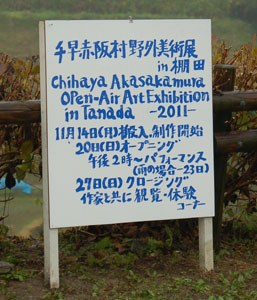 千早赤阪村野外美術展
in 棚田
Chihaya Akasakamura
Open-Air Art Exhibition
in Tanada -2011-
11月14日(月)搬入.制作開始
20日(日)オープニング
午後2時〜パフォーマンス
(雨の場合-23日)
27日(日)クロージング
作家と共に観覧・体験
コーナー